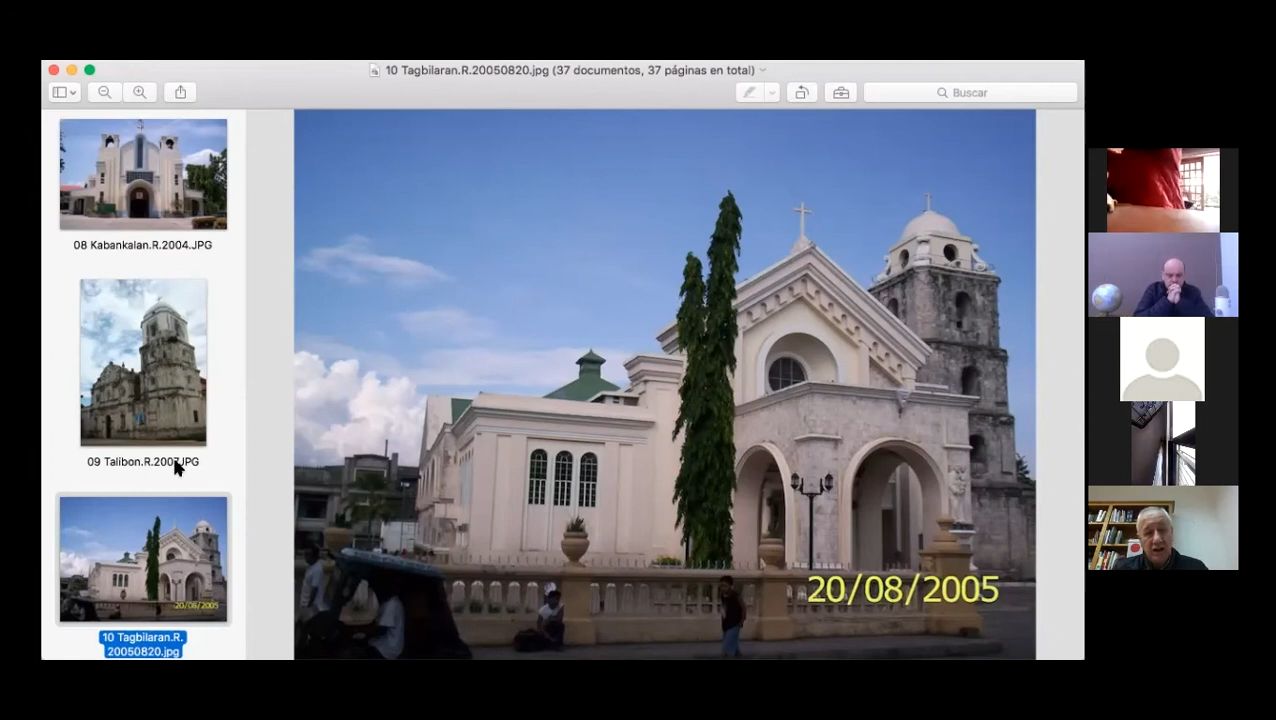 10 Tagbilaran.R.20050820.jpg (37 documentos, 37 páginas en total)
Buscar
08 Kabankalan.R.2004.JPG
09 Talibon.R.2007.JPG
20/08/2005
10 Tagbilaran.R.
20050820.jpg
20/08/2005